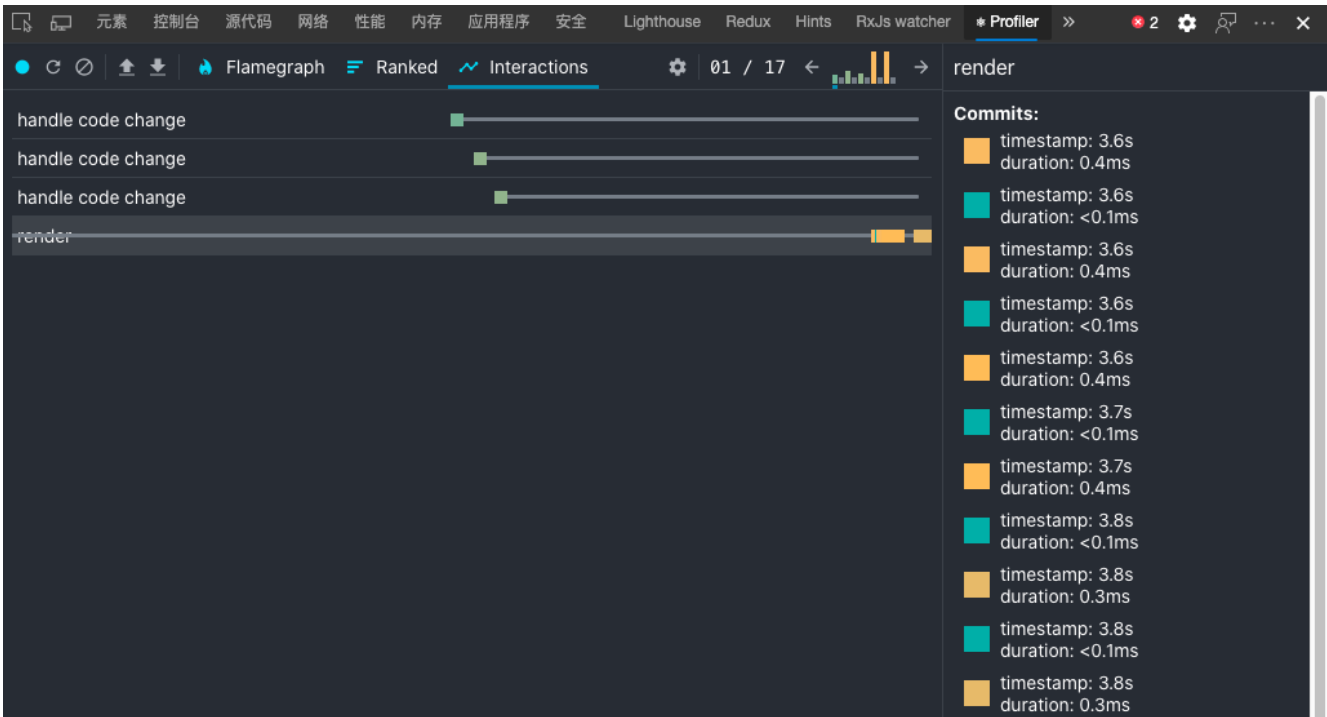 元素 控制台 源代码 网络 性能 内存 应用程序 安全 Lighthouse Redux Hints RxJs watcher Profiler » 2 ···
Flamegraph Ranked Interactions 01 / 17
render
handle code change
handle code change
handle code change
render
Commits:
timestamp: 3.6s
duration: 0.4ms
timestamp: 3.6s
duration: <0.1ms
timestamp: 3.6s
duration: 0.4ms
timestamp: 3.6s
duration: <0.1ms
timestamp: 3.6s
duration: 0.4ms
timestamp: 3.7s
duration: <0.1ms
timestamp: 3.7s
duration: 0.4ms
timestamp: 3.8s
duration: <0.1ms
timestamp: 3.8s
duration: 0.3ms
timestamp: 3.8s
duration: <0.1ms
timestamp: 3.8s
duration: 0.3ms